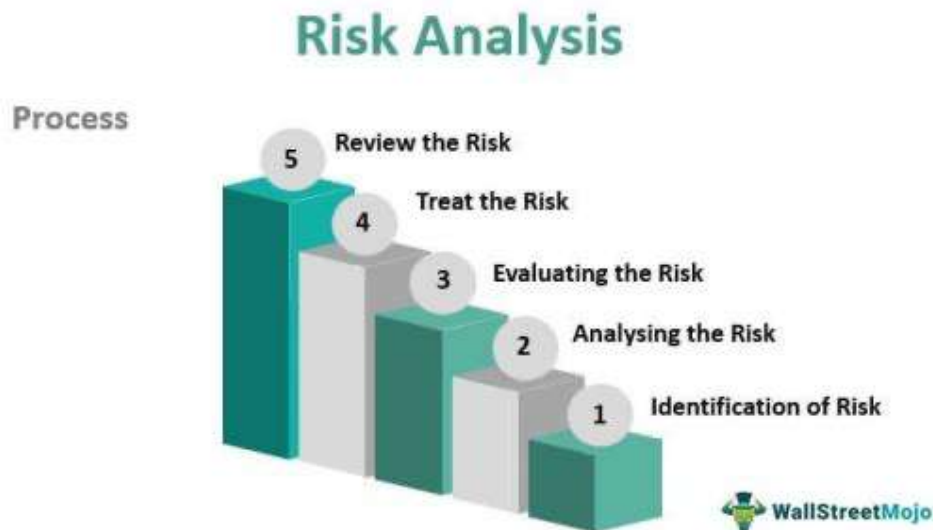 Risk Analysis
Process
5 Review the Risk
4 Treat the Risk
3 Evaluating the Risk
2 Analysing the Risk
1 Identification of Risk
WallStreetMojo